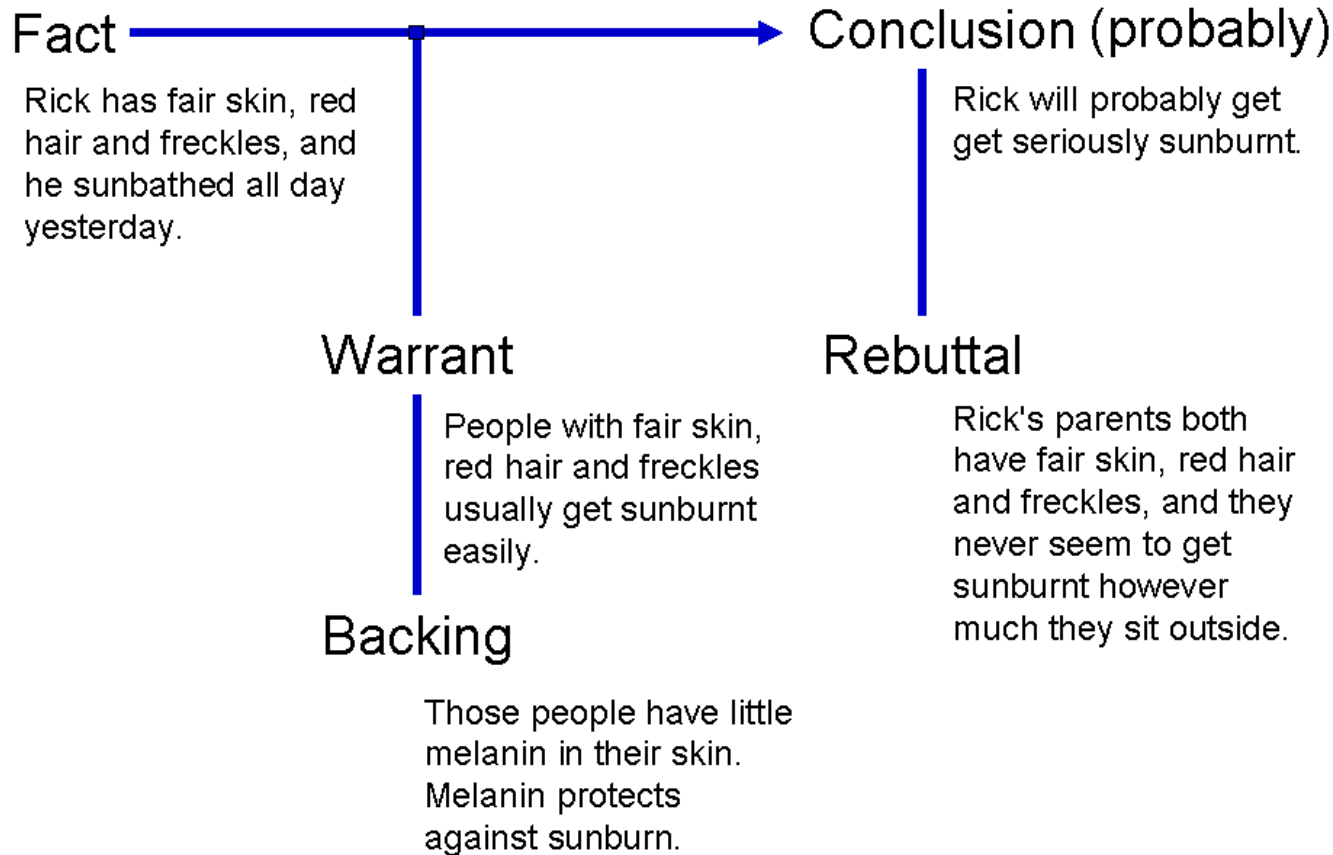 Fact
Conclusion (probably)
Rick has fair skin, red
hair and freckles, and
he sunbathed all day
yesterday.
Rick will probably get
get seriously sunburnt.
Warrant
People with fair skin,
red hair and freckles
usually get sunburnt
easily.
Rebuttal
Rick's parents both
have fair skin, red hair
and freckles, and they
never seem to get
sunburnt however
much they sit outside.
Backing
Those people have little
melanin in their skin.
Melanin protects
against sunburn.